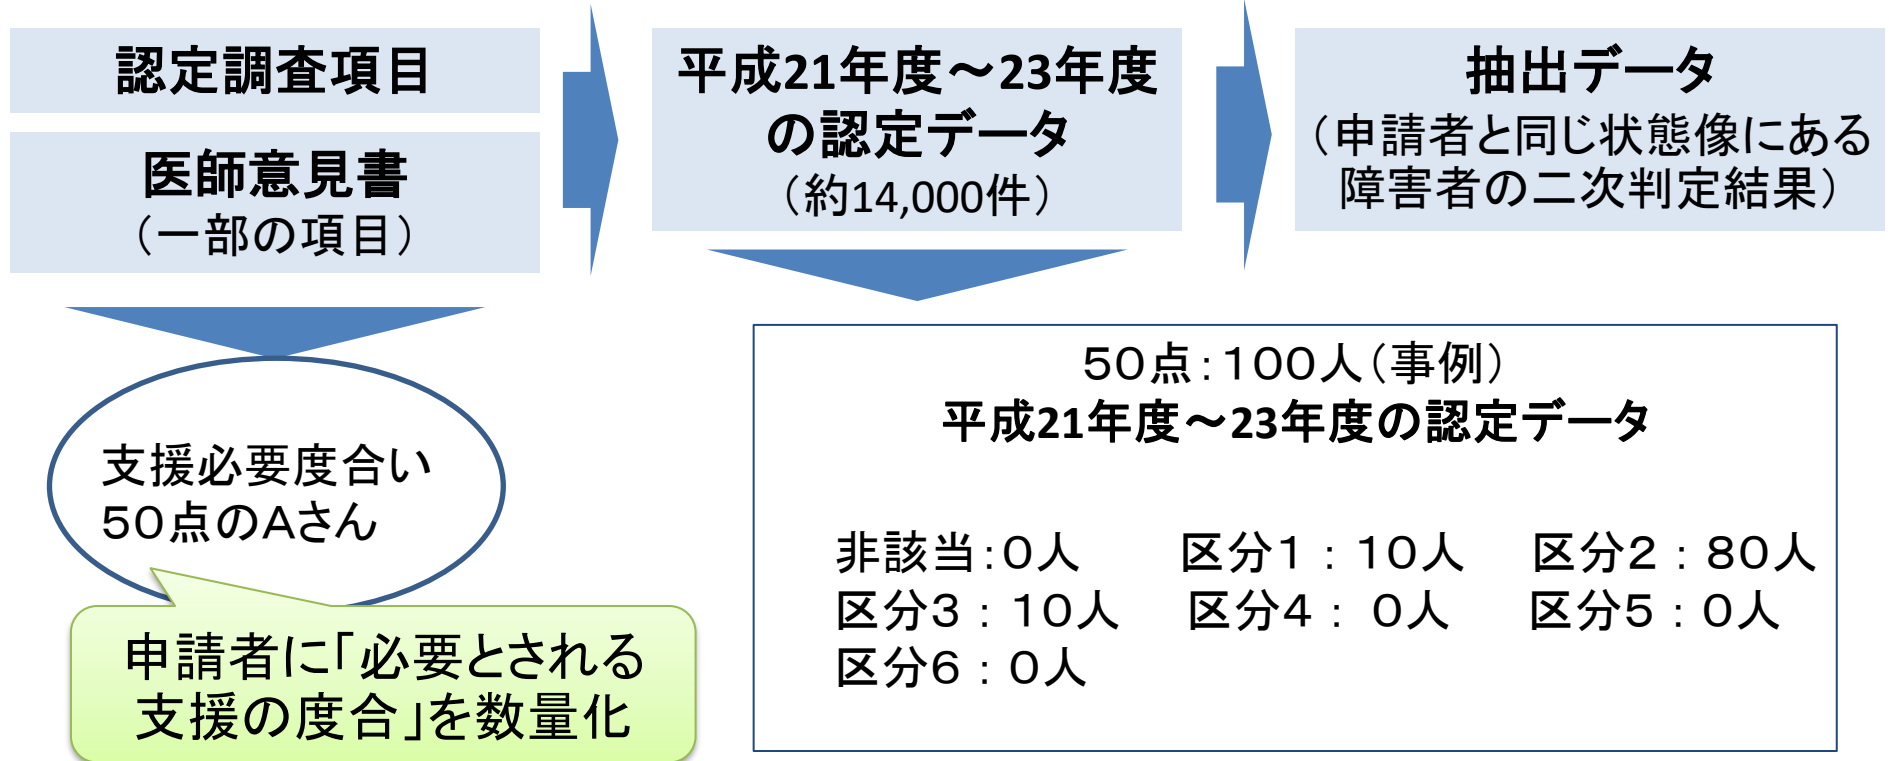 認定調査項目
医師意見書
（一部の項目）
平成21年度～23年度
の認定データ
（約14,000件）
抽出データ
（申請者と同じ状態像にある
障害者の二次判定結果）
支援必要度合い
５０点のＡさん
申請者に「必要とされる
支援の度合」を数量化
５０点：１００人（事例）
平成21年度～23年度の認定データ
非該当：０人　区分１：１０人　区分２：８０人
区分３：１０人　区分４：０人　区分５：０人
区分６：０人